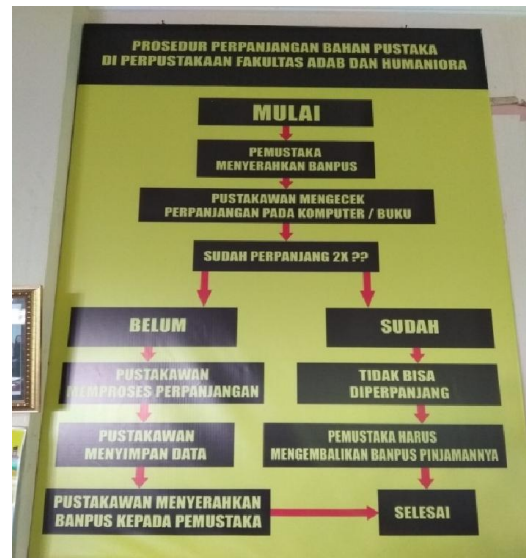 PROSEDUR PERPANJANGAN BAHAN PUSTAKA
DI PERPUSTAKAAN FAKULTAS ADAB DAN HUMANIORA
MULAI
PEMUSTAKA
MENYERAHKAN BANPUS
PUSTAKAWAN MENGECEK
PERPANJANGAN PADA KOMPUTER / BUKU
SUDAH PERPANJANG 2X ??
BELUM
PUSTAKAWAN
MEMPROSES PERPANJANGAN
PUSTAKAWAN
MENYIMPAN DATA
PUSTAKAWAN MENYERAHKAN
BANPUS KEPADA PEMUSTAKA
SUDAH
TIDAK BISA
DIPERPANJANG
PEMUSTAKA HARUS
MENGEMBALIKAN BANPUS PINJAMANNYA
SELESAI